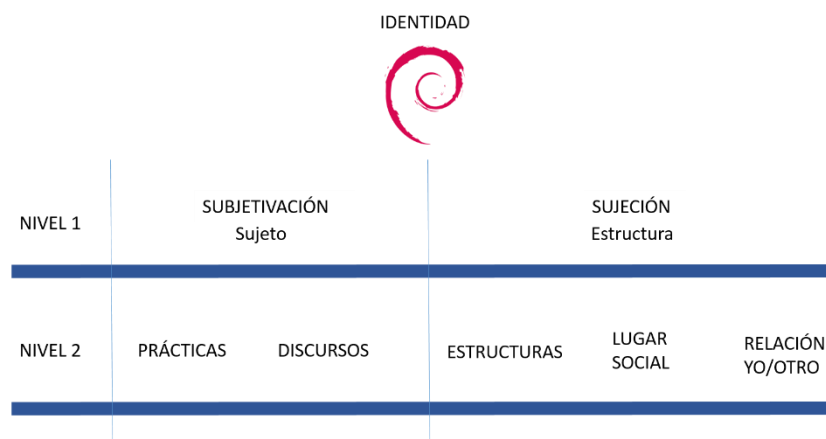 IDENTIDAD
NIVEL 1
SUBJETIVACIÓN
Sujeto
SUJECIÓN
Estructura
NIVEL 2
PRÁCTICAS
DISCURSOS
ESTRUCTURAS
LUGAR
SOCIAL
RELACIÓN
YO/OTRO